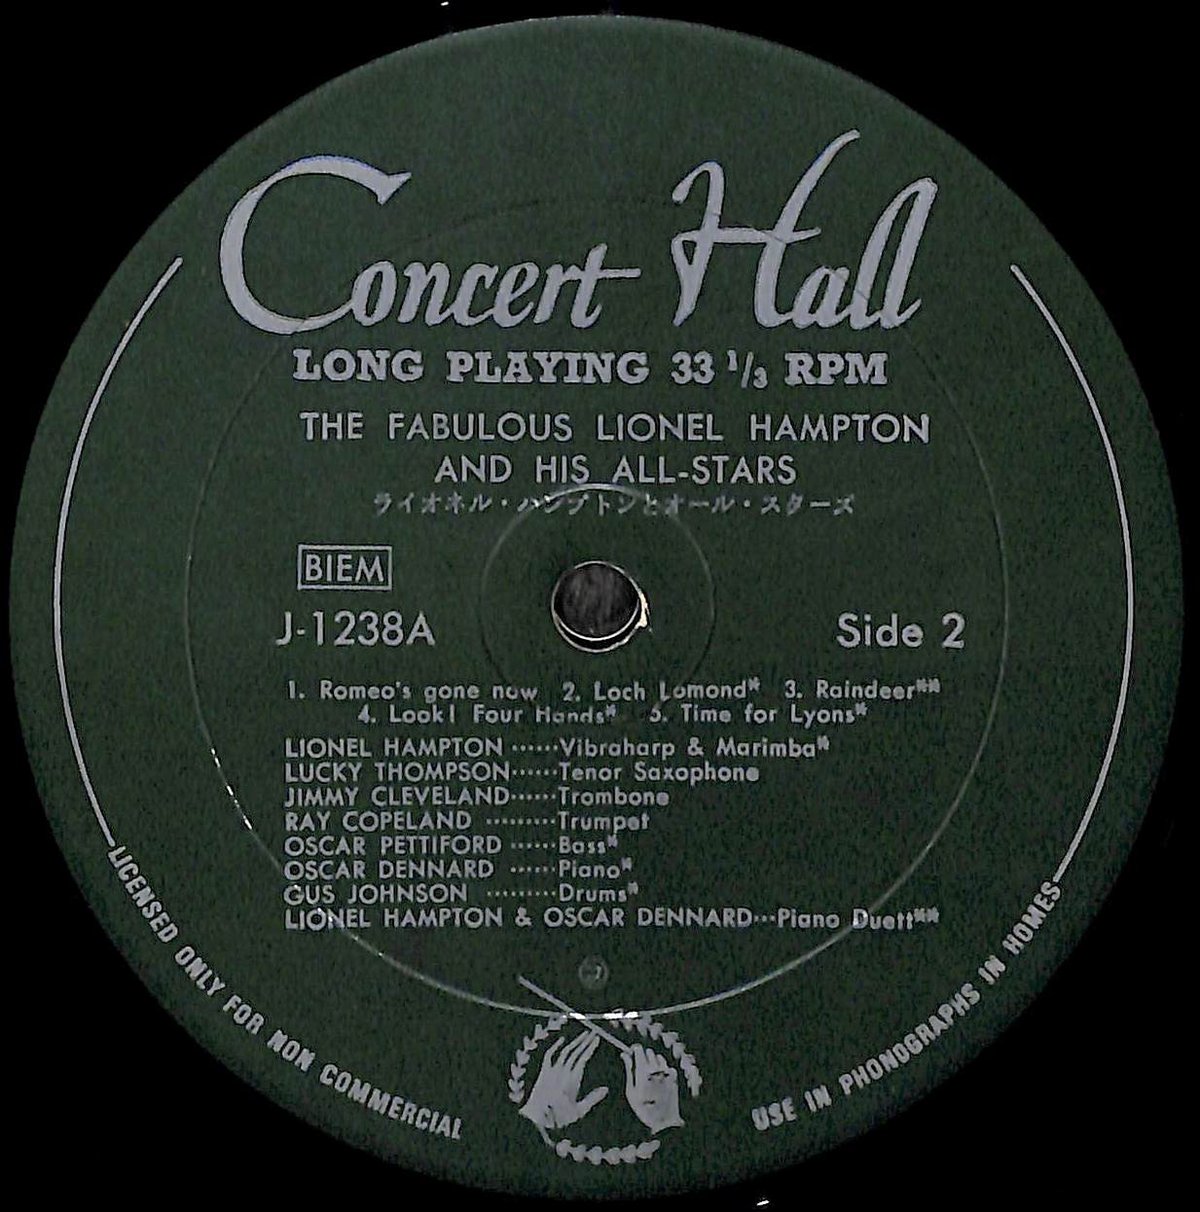 Concert Hall
LONG PLAYING 33 1/3 RPM
THE FABULOUS LIONEL HAMPTON
AND HIS ALL-STARS
ライオネル・ハンプトンとオール・スターズ
BIEM
J-1238A
Side 2
1. Romeo's gone now 2. Loch Lomond* 3. Raindeer**
4. Look! Four Hands* 5. Time for Lyons*
LIONEL HAMPTON ······Vibraharp & Marimba*
LUCKY THOMPSON······Tenor Saxophone
JIMMY CLEVELAND······Trombone
RAY COPELAND ·········Trumpet
OSCAR PETTIFORD ······Bass*
OSCAR DENNARD ······Piano*
GUS JOHNSON ·········Drums*
LIONEL HAMPTON & OSCAR DENNARD···Piano Duett**
LICENSED ONLY FOR NON COMMERCIAL
USE IN PHONOGRAPHS IN HOMES